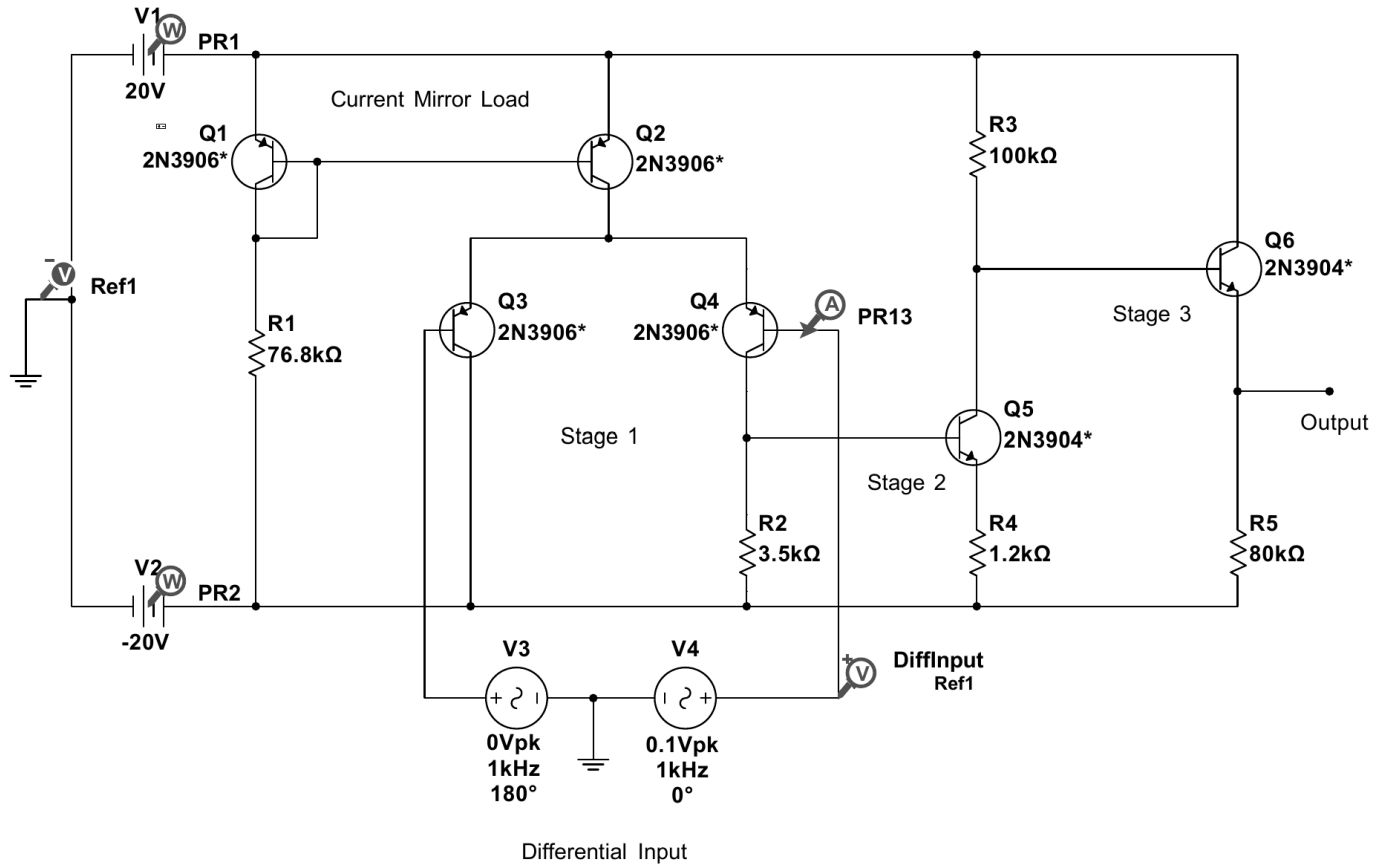 V1
W
PR1
20V
Current Mirror Load
Q1
2N3906*
Q2
2N3906*
R3
100kΩ
Q6
2N3904*
V
Ref1
Q3
2N3906*
Q4
2N3906*
A
PR13
Stage 3
R1
76.8kΩ
Stage 1
Q5
2N3904*
Output
Stage 2
R2
3.5kΩ
R4
1.2kΩ
R5
80kΩ
V2
W
PR2
-20V
V3
V4
DiffInput
V
Ref1
0Vpk
1kHz
180°
0.1Vpk
1kHz
0°
Differential Input